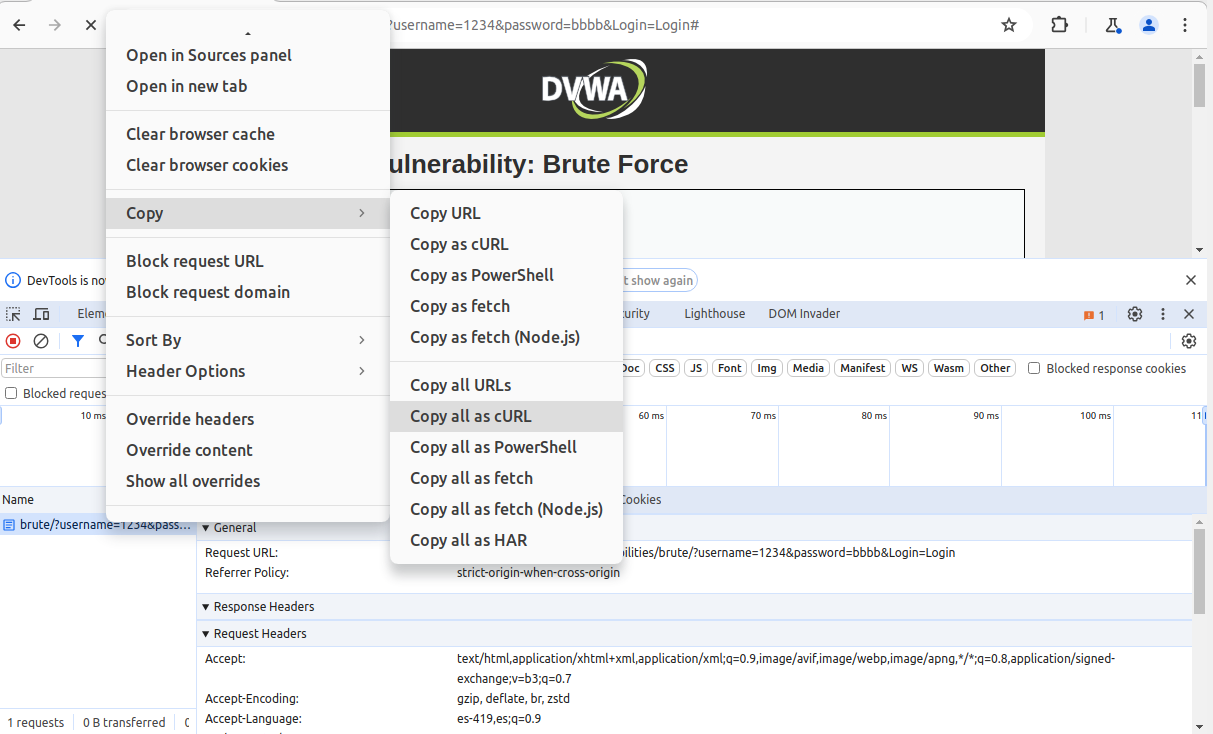 ?username=1234&password=bbbb&Login=Login#
Open in Sources panel
Open in new tab
Clear browser cache
Clear browser cookies
Copy
Block request URL
Block request domain
Sort By
Header Options
Override headers
Override content
Show all overrides
Copy URL
Copy as cURL
Copy as PowerShell
Copy as fetch
Copy as fetch (Node.js)
Copy all URLs
Copy all as cURL
Copy all as PowerShell
Copy all as fetch
Copy all as fetch (Node.js)
Copy all as HAR
DVWA
ulnerability: Brute Force
DevTools is now
t show again
Eleme
urity
Lighthouse
DOM Invader
1
Filter
Doc
CSS
JS
Font
Img
Media
Manifest
WS
Wasm
Other
Blocked response cookies
Blocked reques
10 ms
60 ms
70 ms
80 ms
90 ms
100 ms
11
Name
Cookies
brute/?username=1234&pass...
General
Request URL:
bilities/brute/?username=1234&password=bbbb&Login=Login
Referrer Policy:
strict-origin-when-cross-origin
Response Headers
Request Headers
Accept:
text/html,application/xhtml+xml,application/xml;q=0.9,image/avif,image/webp,image/apng,*/*;q=0.8,application/signed-
exchange;v=b3;q=0.7
Accept-Encoding:
gzip, deflate, br, zstd
Accept-Language:
es-419,es;q=0.9
1 requests
0 B transferred
0